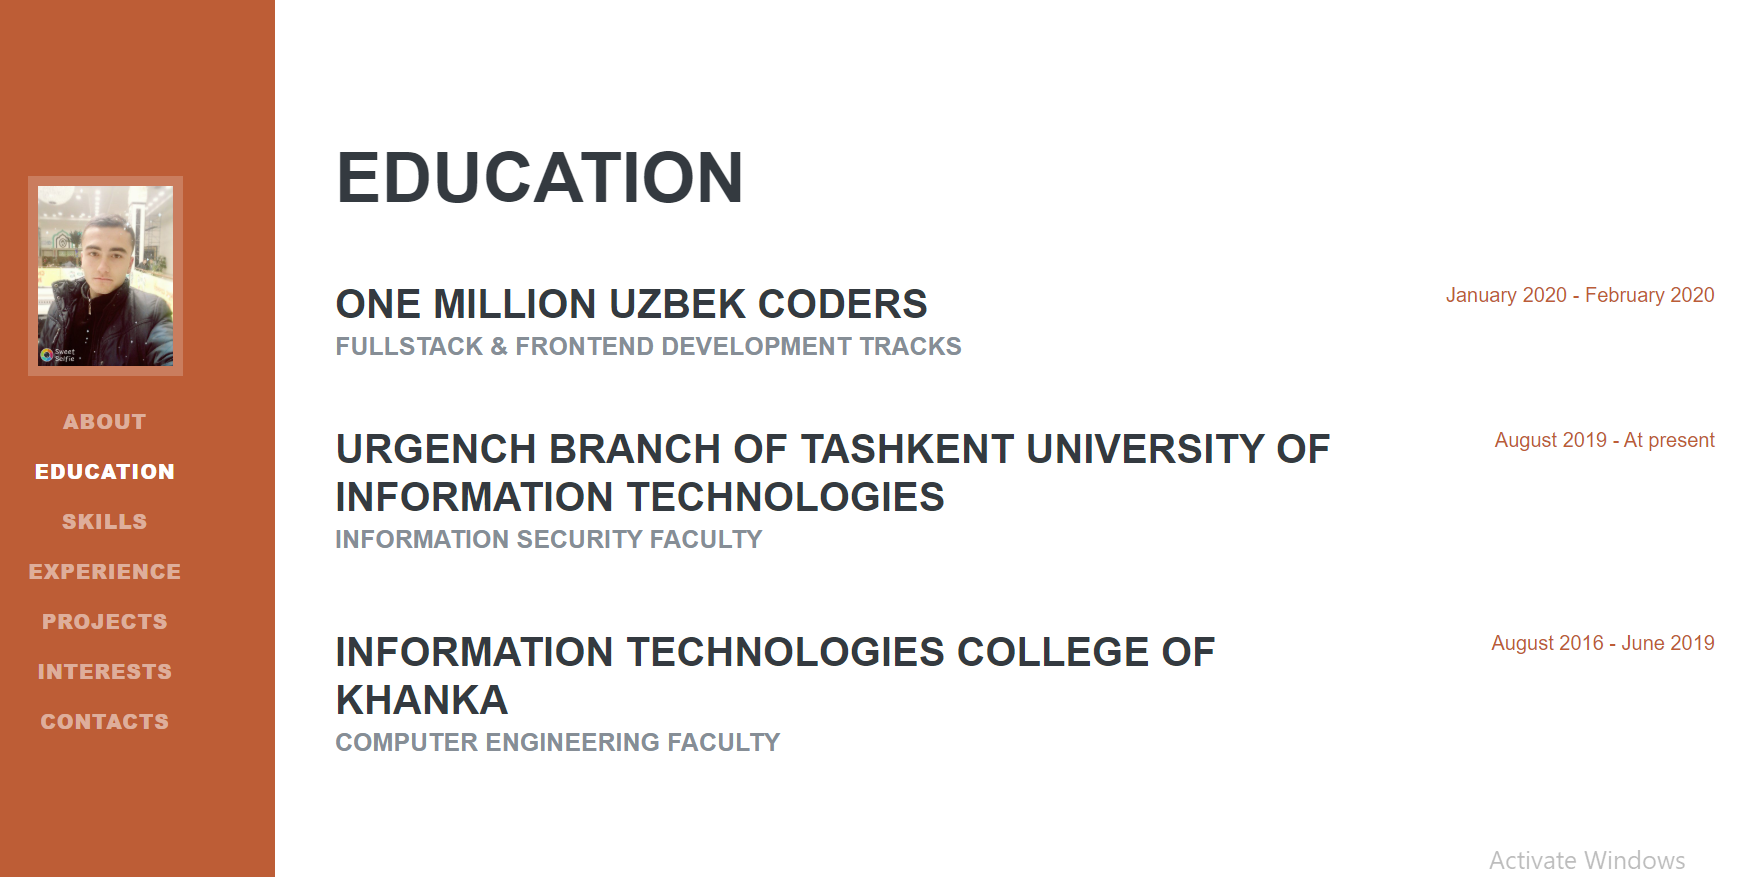 Sweet
Selfie
ABOUT
EDUCATION
SKILLS
EXPERIENCE
PROJECTS
INTERESTS
CONTACTS
EDUCATION
ONE MILLION UZBEK CODERS
January 2020 - February 2020
FULLSTACK & FRONTEND DEVELOPMENT TRACKS
URGENCH BRANCH OF TASHKENT UNIVERSITY OF
INFORMATION TECHNOLOGIES
August 2019 - At present
INFORMATION SECURITY FACULTY
INFORMATION TECHNOLOGIES COLLEGE OF
KHANKA
August 2016 - June 2019
COMPUTER ENGINEERING FACULTY
Activate Windows